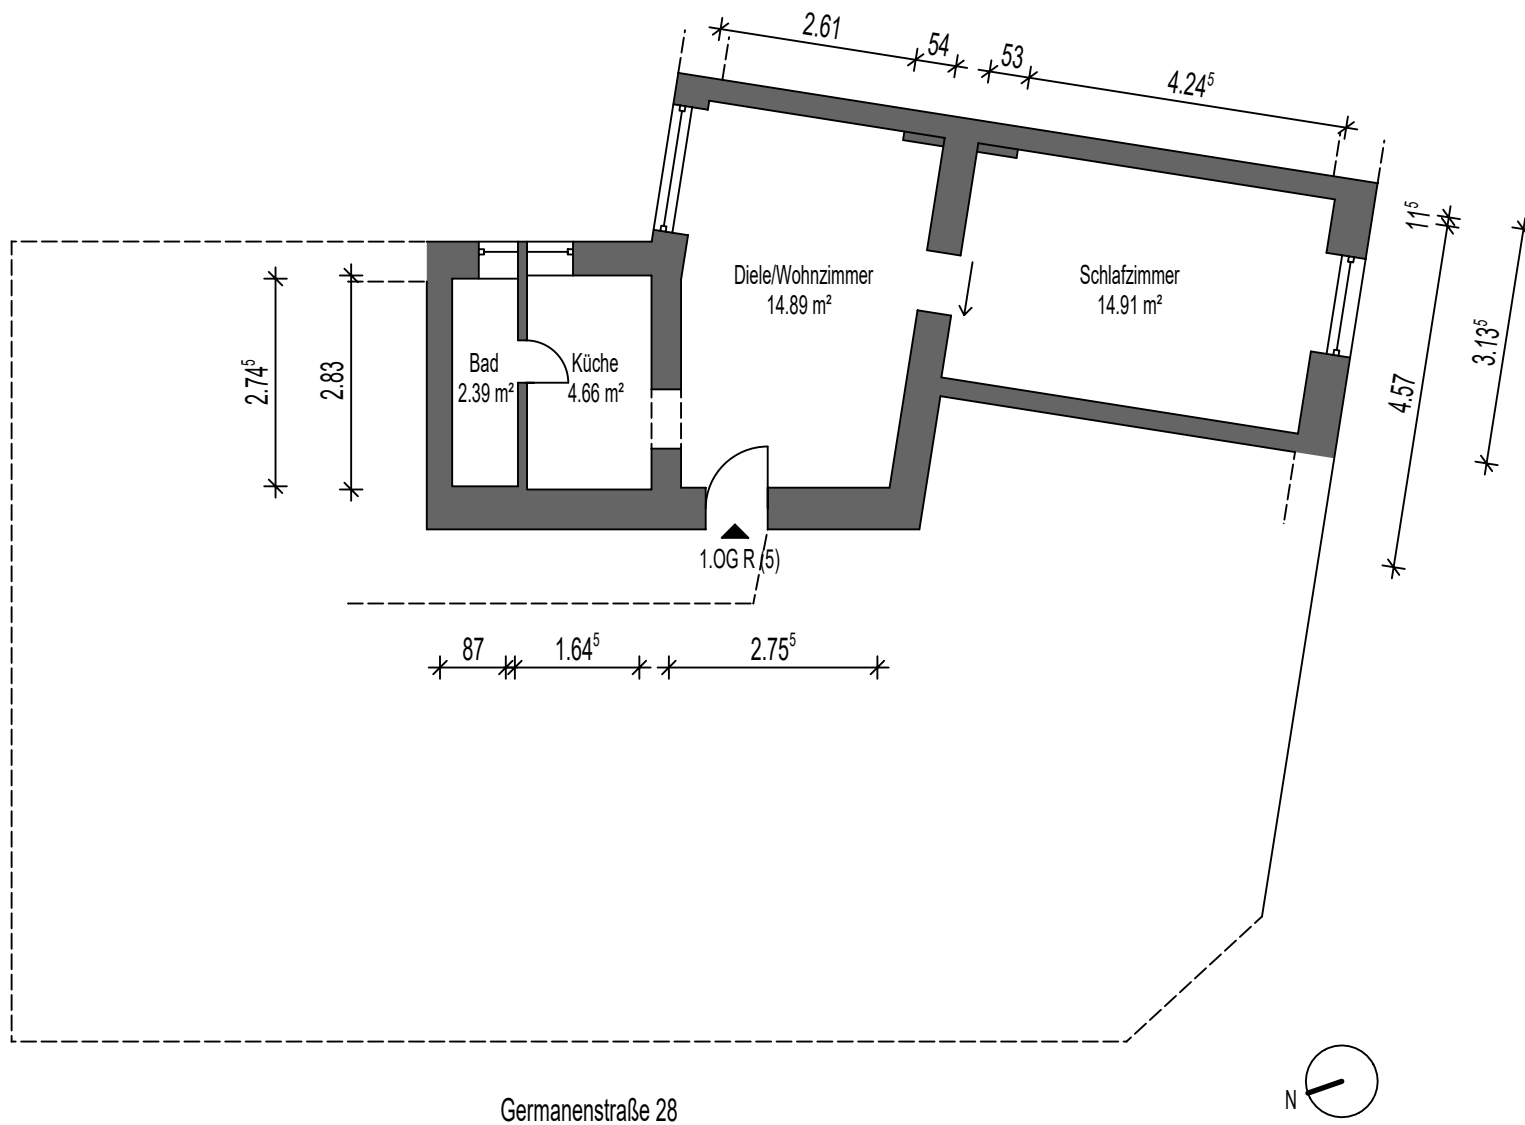 2.61
54
53
4.24⁵
11⁵
3.13⁵
4.57
Diele/Wohnzimmer
14.89 m²
Schlafzimmer
14.91 m²
Bad
2.39 m²
Küche
4.66 m²
2.74⁵
2.83
1.OG R (5)
87
1.64⁵
2.75⁵
N
Germanenstraße 28